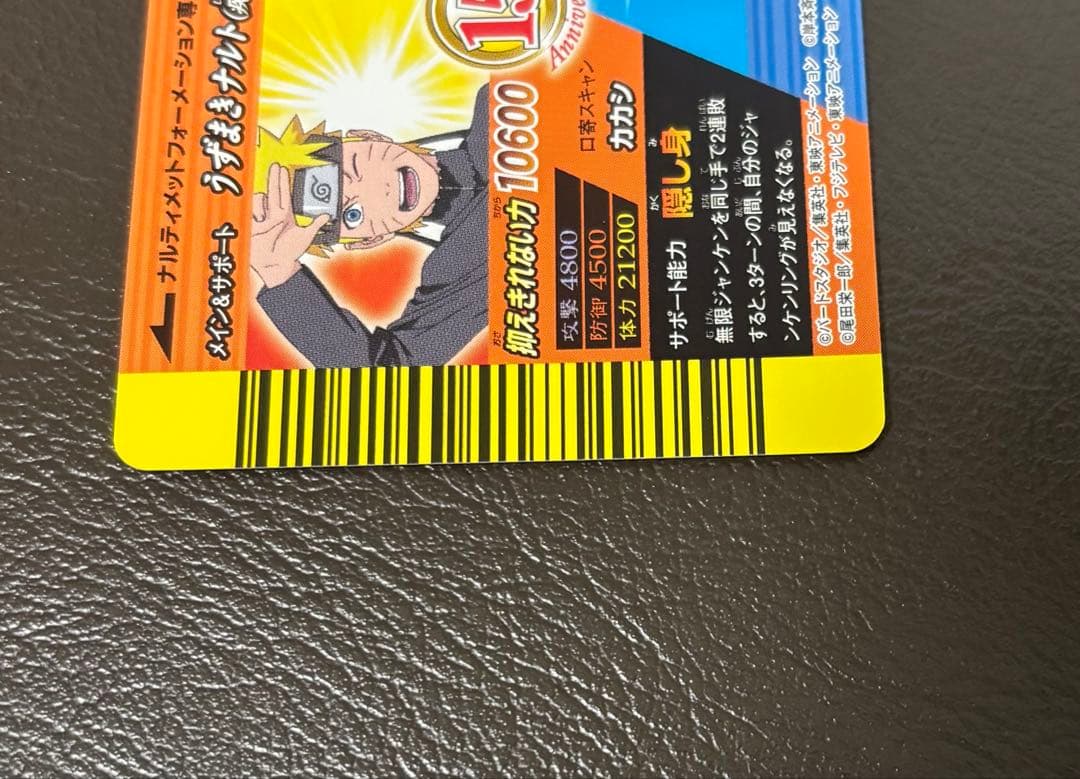 ナルティメットフォーメーション専
メイン&サポート うずまきナルト(疾
15
Annive
抑えきれない力 10600
攻撃 4800
防御 4500
体力 21200
口寄スキャン
カカシ
サポート能力 隠し身
無限ジャンケンを同じ手で2連敗
すると、3ターンの間、自分のジャ
ンケンリングが見えなくなる。
©バードスタジオ/集英社・東映アニメーション ©岸本斉
©尾田栄一郎/集英社・フジテレビ・東映アニメーション